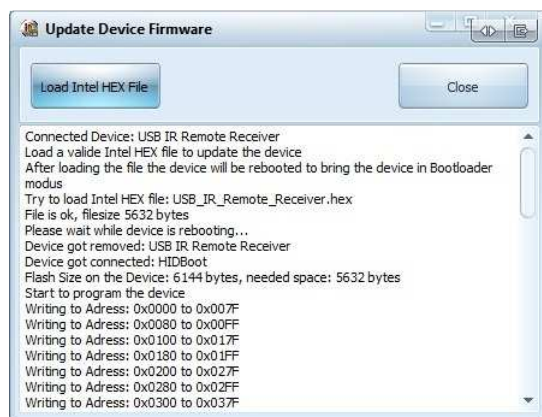 Update Device Firmware
Load Intel HEX File
Close
Connected Device: USB IR Remote Receiver
Load a valide Intel HEX file to update the device
After loading the file the device will be rebooted to bring the device in Bootloader
modus
Try to load Intel HEX file: USB_IR_Remote_Receiver.hex
File is ok, filesize 5632 bytes
Please wait while device is rebooting...
Device got removed: USB IR Remote Receiver
Device got connected: HIDBoot
Flash Size on the Device: 6144 bytes, needed space: 5632 bytes
Start to program the device
Writing to Adress: 0x0000 to 0x007F
Writing to Adress: 0x0080 to 0x00FF
Writing to Adress: 0x0100 to 0x017F
Writing to Adress: 0x0180 to 0x01FF
Writing to Adress: 0x0200 to 0x027F
Writing to Adress: 0x0280 to 0x02FF
Writing to Adress: 0x0300 to 0x037F